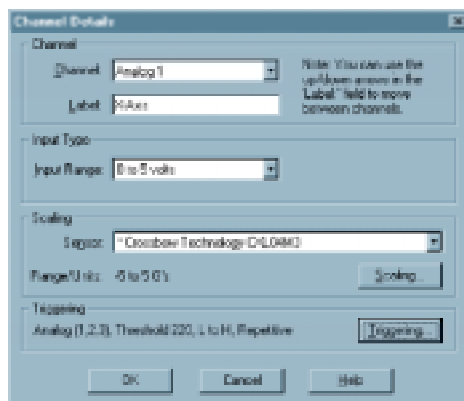 Channel Details
Channel
Channel: Analog 1
Label: X-Axis
Note: You can use the
up/down arrows in the
"Label" field to move
between channels.
Input Type
Input Range: 0 to 5 volts
Scaling
Sensor: * Crossbow Technology
Range/Units: -5 to 5 G's
Scaling...
Triggering
Analog (1,2,3), Threshold 220, L to H, Repetitive
Triggering...
OK
Cancel
Help